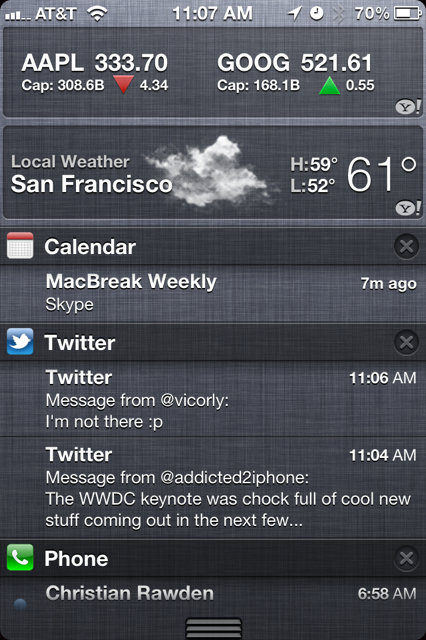 AT&T 11:07 AM 70%
AAPL 333.70 GOOG 521.61
Cap: 308.6B 4.34 Cap: 168.1B 0.55
Y!
Local Weather
San Francisco
H:59°
L:52°
61°
Y!
Calendar
MacBreak Weekly 7m ago
Skype
Twitter
Twitter 11:06 AM
Message from @vicorly:
I'm not there :p
Twitter 11:04 AM
Message from @addicted2iphone:
The WWDC keynote was chock full of cool new
stuff coming out in the next few...
Phone
Christian Rawden 6:58 AM